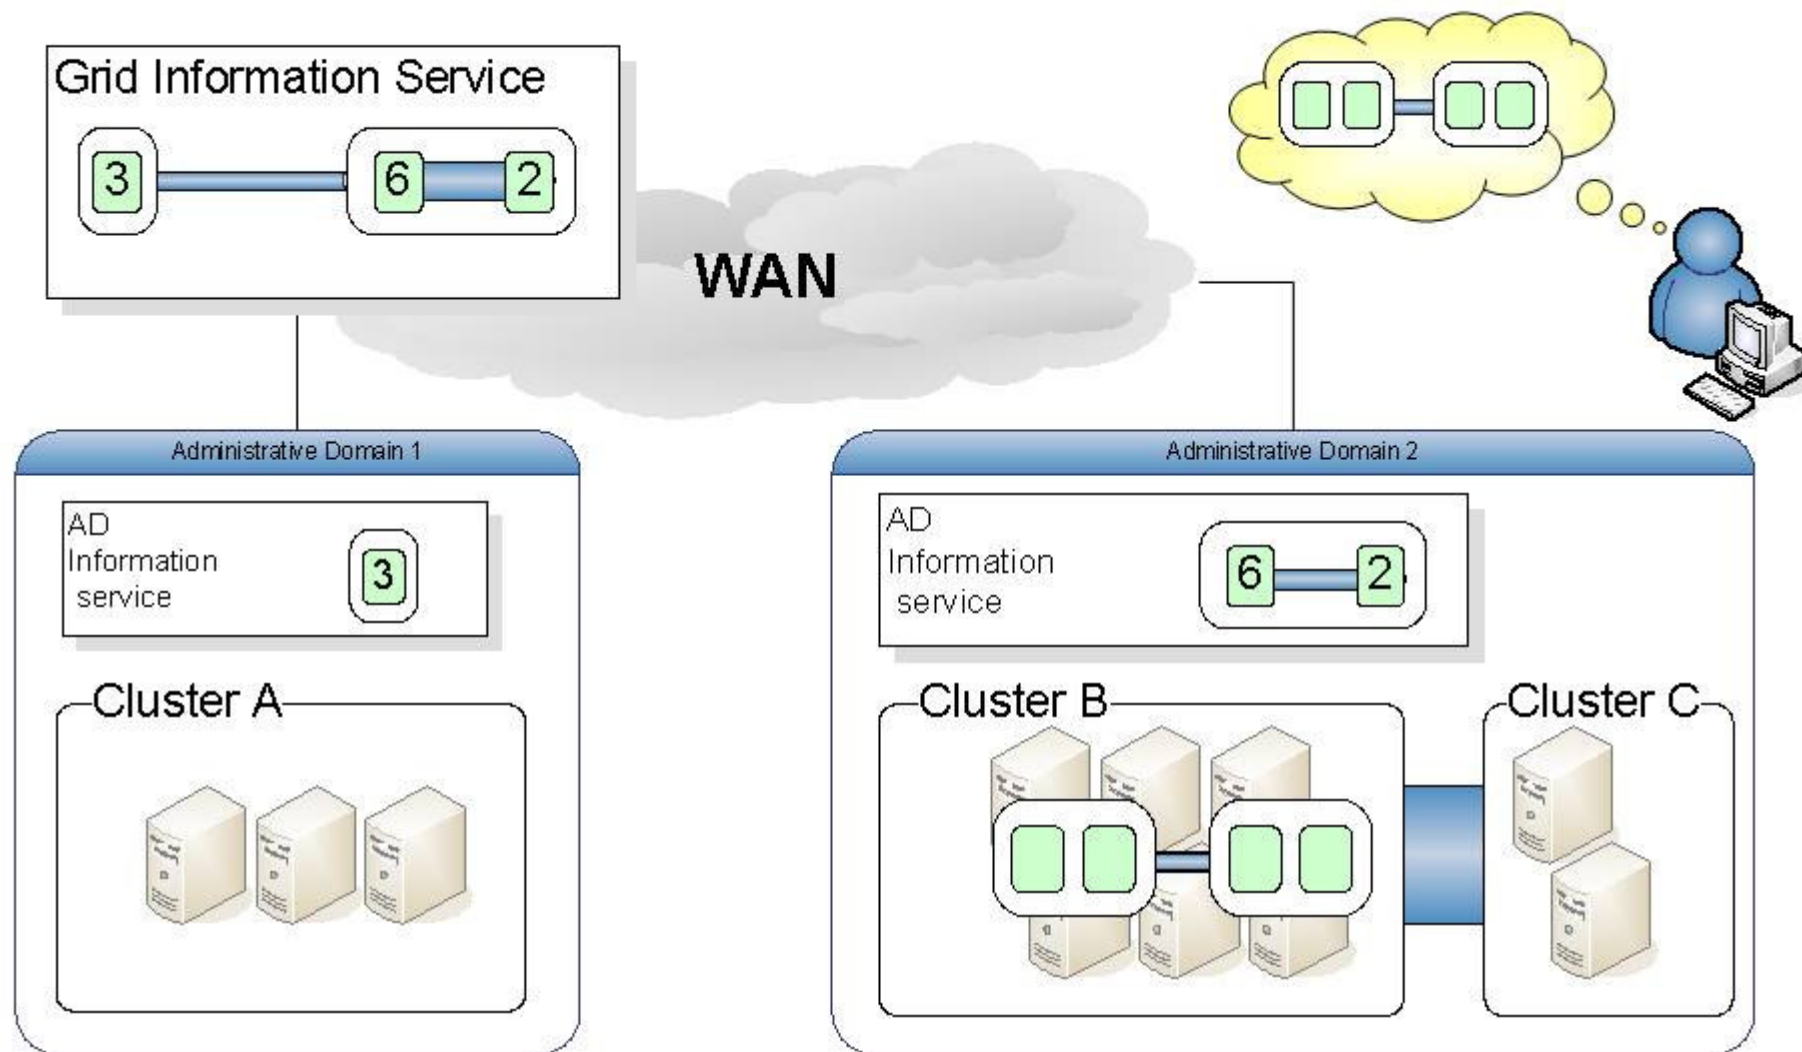 Grid Information Service
3
6
2
WAN
Administrative Domain 1
AD
Information
service
3
Cluster A
Administrative Domain 2
AD
Information
service
6
2
Cluster B
Cluster C